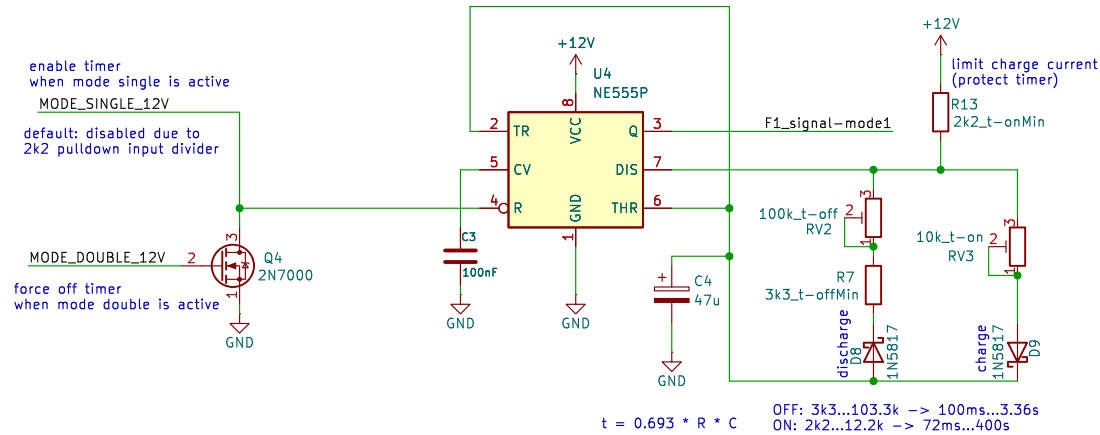 +12V
+12V
enable timer
when mode single is active
U4
NE555P
limit charge current
(protect timer)
MODE_SINGLE_12V
8
R13
2k2_t-onMin
default: disabled due to
2k2 pulldown input divider
2
TR
VCC
Q
3
F1_signal-mode1
5
CV
DIS
7
4
R
GND
THR
6
3
100k_t-off
RV2
2
1
3
10k_t-on
RV3
2
1
C3
100nF
1
MODE_DOUBLE_12V
2
3
Q4
2N7000
1
force off timer
when mode double is active
C4
47u
+
R7
3k3_t-offMin
GND
GND
GND
GND
discharge
D8
1N5817
charge
1N5817
D9
t = 0.693 * R * C
OFF: 3k3...103.3k -> 100ms...3.36s
ON: 2k2...12.2k -> 72ms...400s